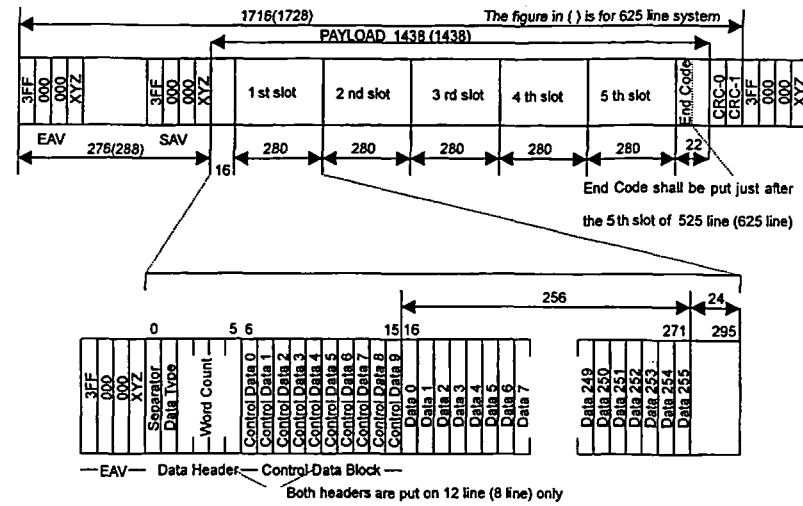 1716(1728) The figure in ( ) is for 625 line system
PAYLOAD 1438 (1438)
3FF 000 000 XYZ 3FF 000 000 XYZ 1 st slot 2 nd slot 3 rd slot 4 th slot 5 th slot End Code CRC-0 CRC-1 3FF 000 000 XYZ
EAV SAV
276(288) 280 280 280 280 280 22
16
End Code shall be put just after
the 5 th slot of 525 line (625 line)
256 24
0 5 6 15 16 271 295
3FF 000 000 XYZ Separator Data Type Word Count Control Data 0 Control Data 1 Control Data 2 Control Data 3 Control Data 4 Control Data 5 Control Data 6 Control Data 7 Control Data 8 Control Data 9 Data 0 Data 1 Data 2 Data 3 Data 4 Data 5 Data 6 Data 7 Data 249 Data 250 Data 251 Data 252 Data 253 Data 254 Data 255
EAV Data Header Control Data Block
Both headers are put on 12 line (8 line) only